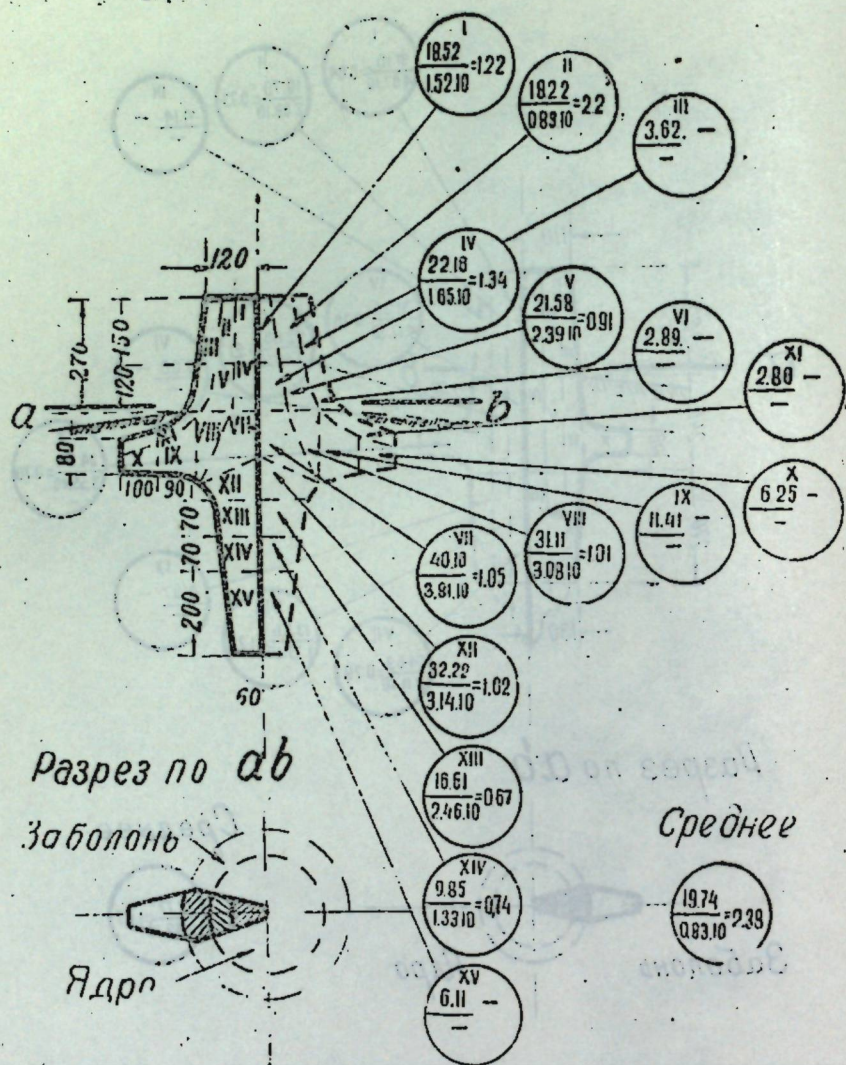 I
18.52
1.52.10
=1.22
II
18.22
0.83 10
=2.2
III
3.62. —
—
IV
22.18
1.65.10
=1.34
V
21.58
2.39 10
=0.91
VI
2.89. —
—
XI
2.80 —
—
X
6.25 —
—
IX
11.41 —
—
VIII
31.11
3.08 10
=1.01
VII
40.10
3.81.10
=1.05
XII
32.22
3.14.10
=1.02
XIII
16.61
2.46.10
=0.67
XIV
9.85
1.33 10
=0,74
XV
6.11 —
—
120
270
120
150
a
b
80
100
90
70
70
200
60
I
II
III
IV
V
VII
VIII
IX
X
XII
XIII
XIV
XV
Разрез по ab
Заболонь
Ядро
Среднее
19.74
0.83.10
=2.38